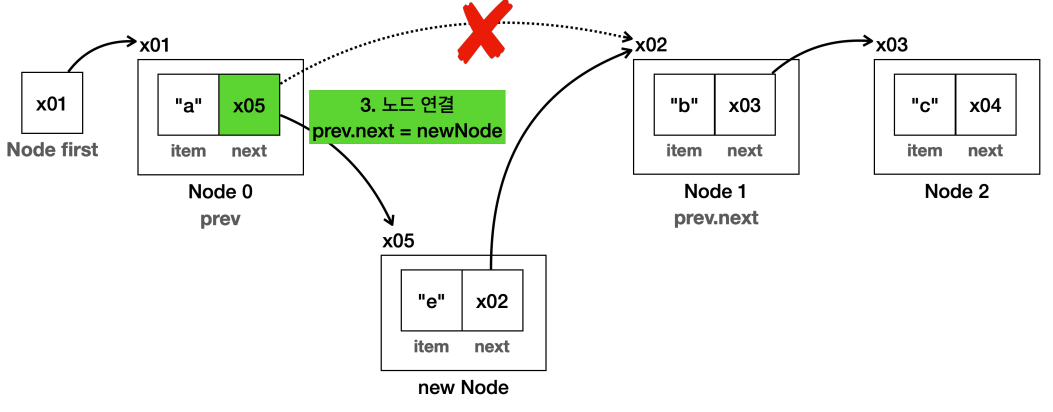 x01
Node first
x01
"a"
x05
item
next
Node 0
prev
3. 노드 연결
prev.next = newNode
x05
"e"
x02
item
next
new Node
x02
"b"
x03
item
next
Node 1
prev.next
x03
"c"
x04
item
next
Node 2